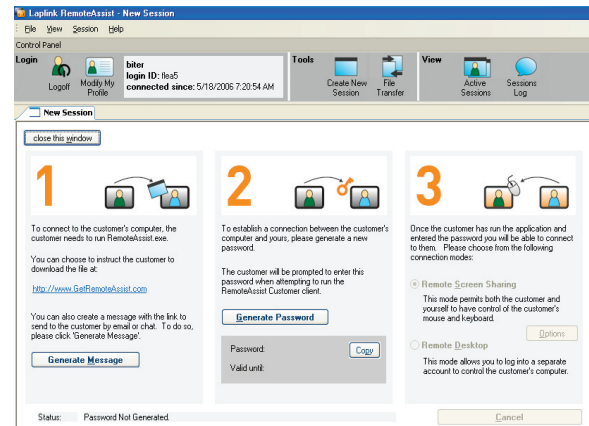 Laplink RemoteAssist - New Session
File View Session Help
Control Panel
Login
Logoff
Modify My
Profile
biter
login ID: flea5
connected since: 5/18/2006 7:20:54 AM
Tools
Create New
Session
File
Transfer
View
Active
Sessions
Sessions
Log
New Session
close this window
1
To connect to the customer's computer, the
customer needs to run RemoteAssist.exe.
You can choose to instruct the customer to
download the file at:
http://www.GetRemoteAssist.com
You can also create a message with the link to
send to the customer by email or chat. To do so,
please click 'Generate Message'.
Generate Message
2
To establish a connection between the customer's
computer and yours, please generate a new
password.
The customer will be prompted to enter this
password when attempting to run the
RemoteAssist Customer client.
Generate Password
Password:
Copy
Valid until:
3
Once the customer has run the application and
entered the password you will be able to connect
to them. Please choose from the following
connection modes:
Remote Screen Sharing
This mode permits both the customer and
yourself to have control of the customer's
mouse and keyboard.
Options
Remote Desktop
This mode allows you to log into a separate
account to control the customer's computer.
Status: Password Not Generated.
Cancel